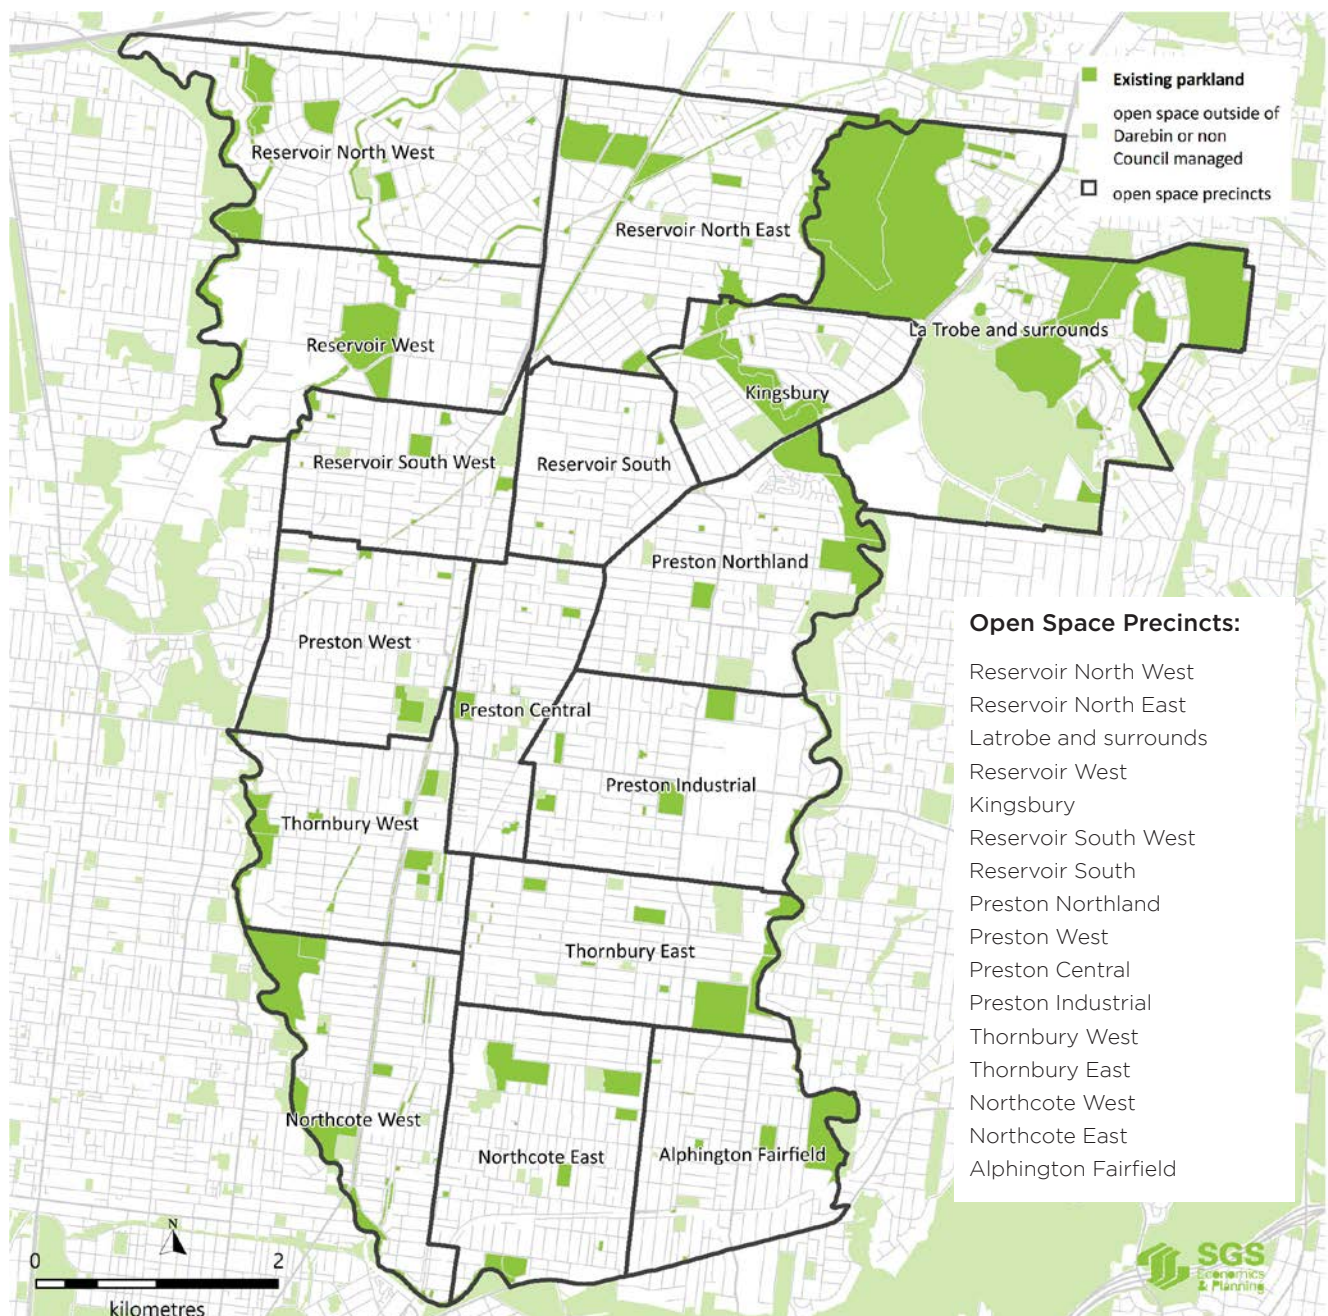 Existing parkland
open space outside of
Darebin or non
Council managed
open space precincts
Reservoir North West
Reservoir North East
La Trobe and surrounds
Reservoir West
Kingsbury
Reservoir South West
Reservoir South
Preston Northland
Preston West
Preston Central
Preston Industrial
Thornbury West
Thornbury East
Northcote West
Northcote East
Alphington Fairfield
Open Space Precincts:
Reservoir North West
Reservoir North East
Latrobe and surrounds
Reservoir West
Kingsbury
Reservoir South West
Reservoir South
Preston Northland
Preston West
Preston Central
Preston Industrial
Thornbury West
Thornbury East
Northcote West
Northcote East
Alphington Fairfield
N
0 2
kilometres
SGS
Economics
& Planning